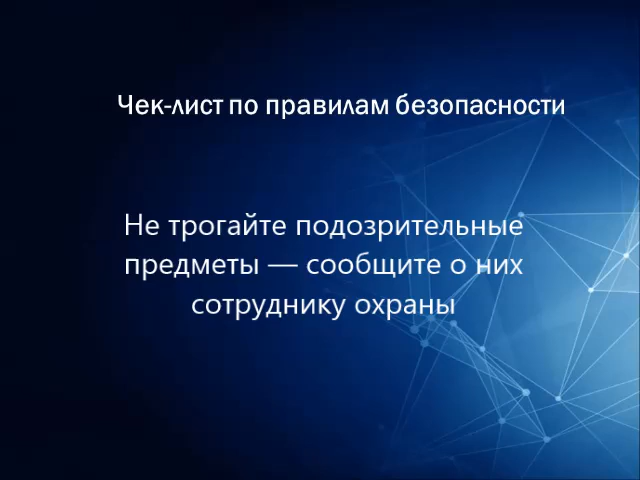 Чек-лист по правилам безопасности
Не трогайте подозрительные
предметы — сообщите о них
сотруднику охраны